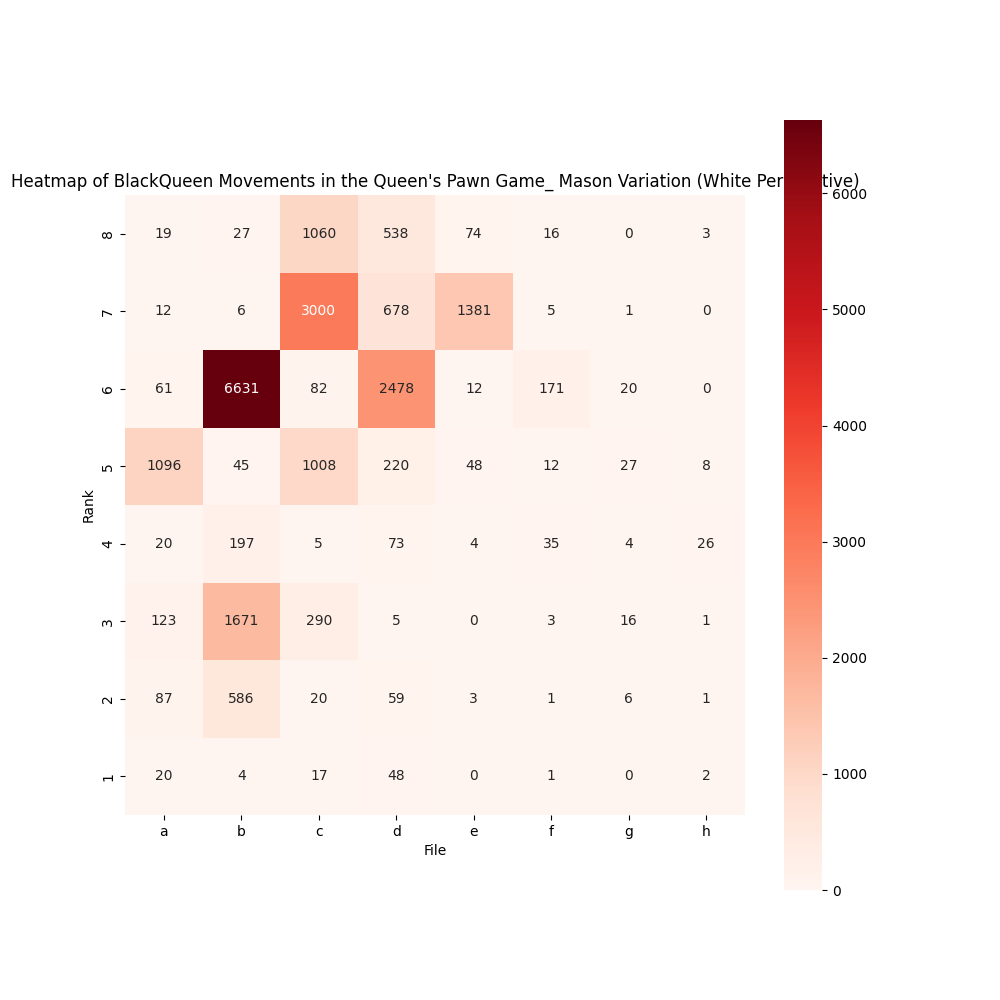 Heatmap of BlackQueen Movements in the Queen's Pawn Game_ Mason Variation (White Per tive)
6000
8 19 27 1060 538 74 16 0 3
5000
7 12 6 3000 678 1381 5 1 0
4000
6 61 6631 82 2478 12 171 20 0
5 1096 45 1008 220 48 12 27 8
Rank
3000
4 20 197 5 73 4 35 4 26
2000
3 123 1671 290 5 0 3 16 1
2 87 586 20 59 3 1 6 1
1000
1 20 4 17 48 0 1 0 2
a b c d e f g h
File
0